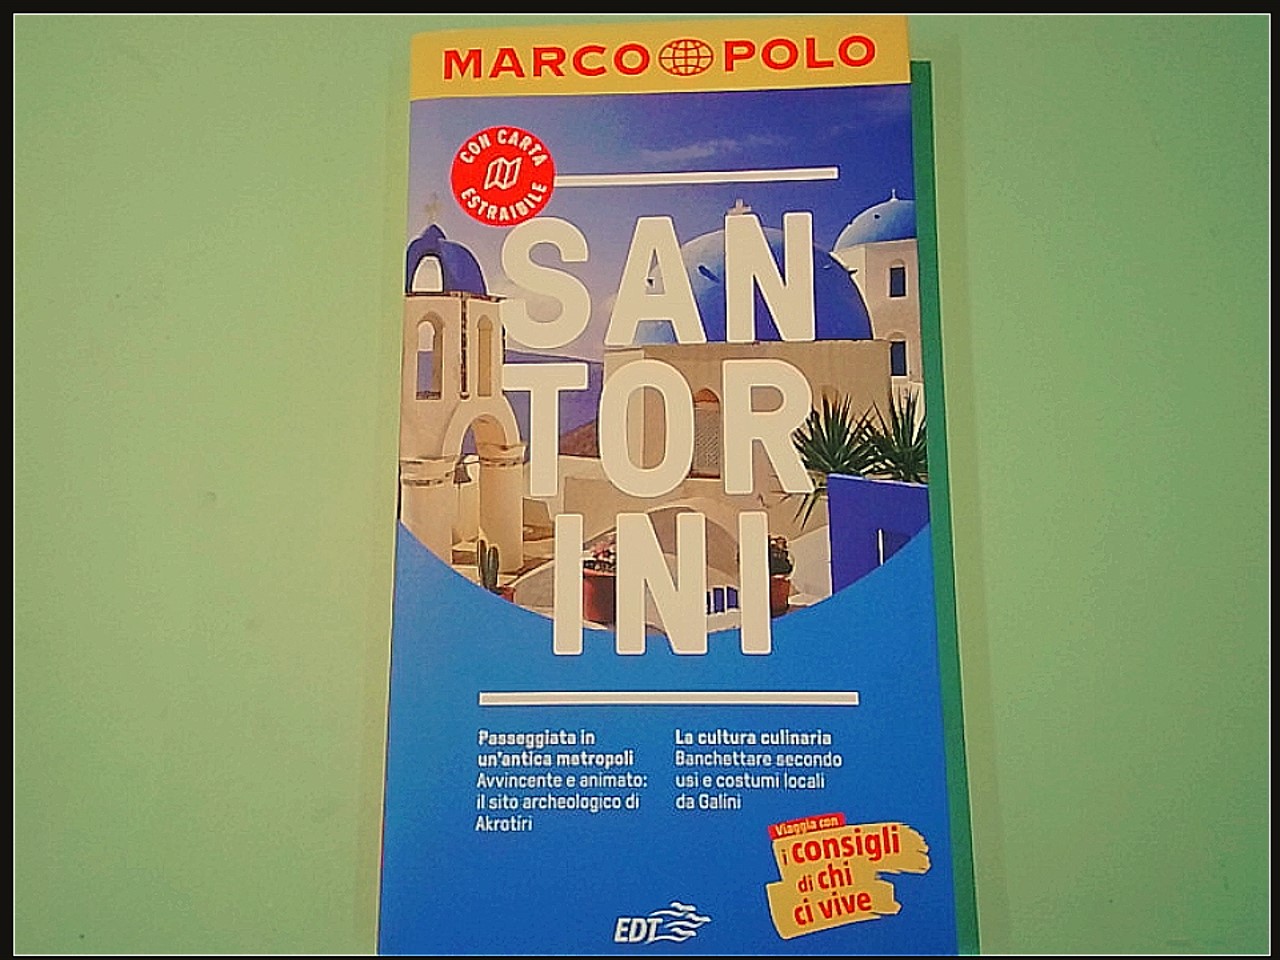 MARCO POLO
CON CARTA
ESTRAIBILE
SAN
TOR
INI
Passeggiata in
un'antica metropoli
Avvincente e animato:
il sito archeologico di
Akrotíri
La cultura culinaria
Banchettare secondo
usi e costumi locali
da Galini
Viaggia con
i consigli
di chi
ci vive
EDT